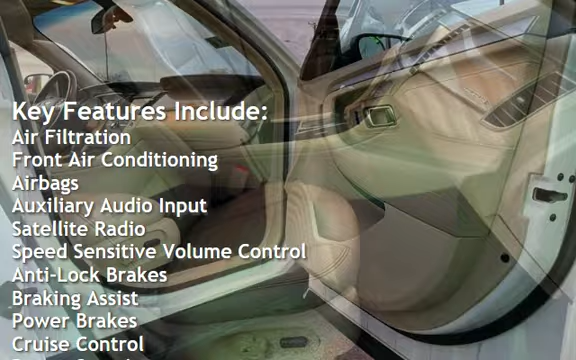 Key Features Include:
Air Filtration
Front Air Conditioning
Airbags
Auxiliary Audio Input
Satellite Radio
Speed Sensitive Volume Control
Anti-Lock Brakes
Braking Assist
Power Brakes
Cruise Control